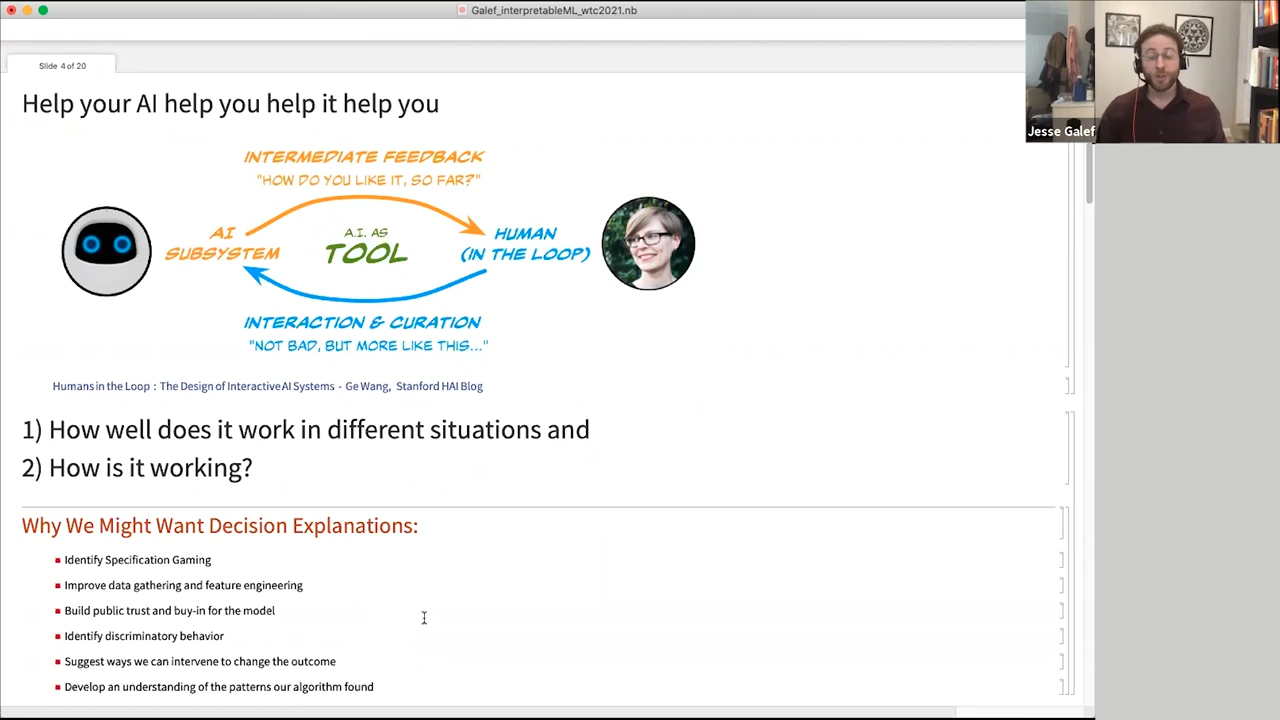 Galef_interpretableML_wtc2021.nb
Slide 4 of 20
Jesse Galef
Help your AI help you help it help you
INTERMEDIATE FEEDBACK
"HOW DO YOU LIKE IT, SO FAR?"
AI
SUBSYSTEM
A.I. AS
TOOL
HUMAN
(IN THE LOOP)
INTERACTION & CURATION
"NOT BAD, BUT MORE LIKE THIS..."
Humans in the Loop : The Design of Interactive AI Systems - Ge Wang, Stanford HAI Blog
1) How well does it work in different situations and
2) How is it working?
Why We Might Want Decision Explanations:
Identify Specification Gaming
Improve data gathering and feature engineering
Build public trust and buy-in for the model
Identify discriminatory behavior
Suggest ways we can intervene to change the outcome
Develop an understanding of the patterns our algorithm found